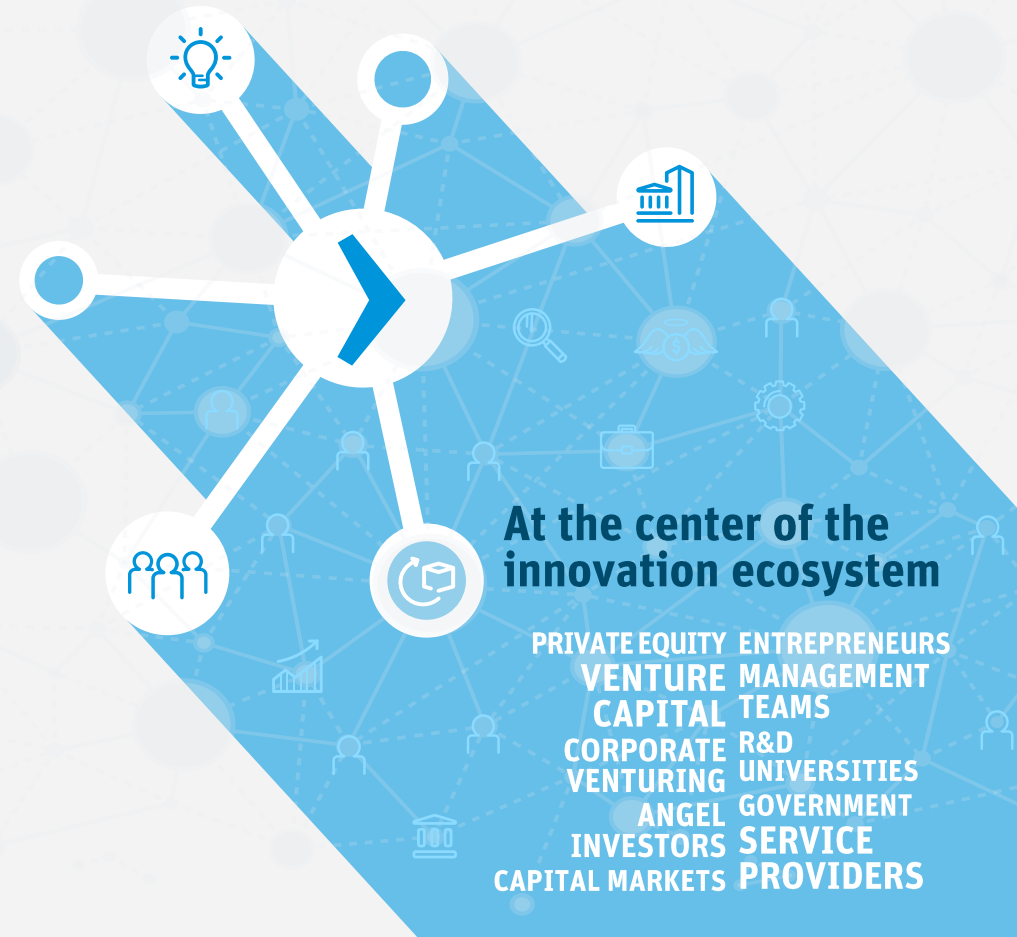 At the center of the
innovation ecosystem
PRIVATE EQUITY
VENTURE
CAPITAL
CORPORATE
VENTURING
ANGEL
INVESTORS
CAPITAL MARKETS
ENTREPRENEURS
MANAGEMENT
TEAMS
R&D
UNIVERSITIES
GOVERNMENT
SERVICE
PROVIDERS